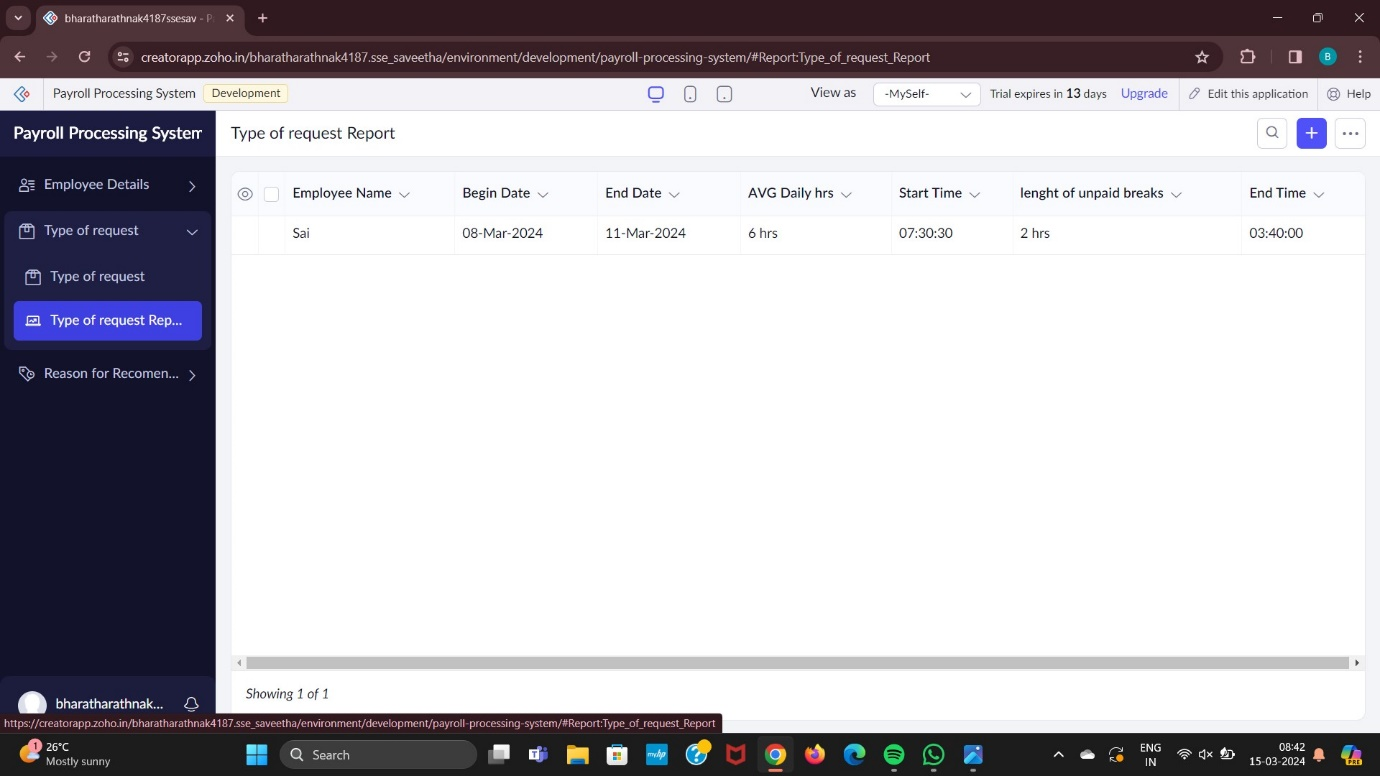 bharatharathnak4187ssesav - P
creatorapp.zoho.in/bharatharathnak4187.sse_saveetha/environment/development/payroll-processing-system/#Report:Type_of_request_Report
B
Payroll Processing System Development View as -MySelf- Trial expires in 13 days Upgrade Edit this application Help
Payroll Processing System
Type of request Report
Employee Details
Type of request
Type of request
Type of request Rep...
Reason for Recomen...
Employee Name Begin Date End Date AVG Daily hrs Start Time lenght of unpaid breaks End Time
Sai 08-Mar-2024 11-Mar-2024 6 hrs 07:30:30 2 hrs 03:40:00
Showing 1 of 1
bharatharathnak...
https://creatorapp.zoho.in/bharatharathnak4187.sse_saveetha/environment/development/payroll-processing-system/#Report:Type_of_request_Report
1
26°C
Mostly sunny
Search
myhp
PRE
ENG
IN
08:42
15-03-2024